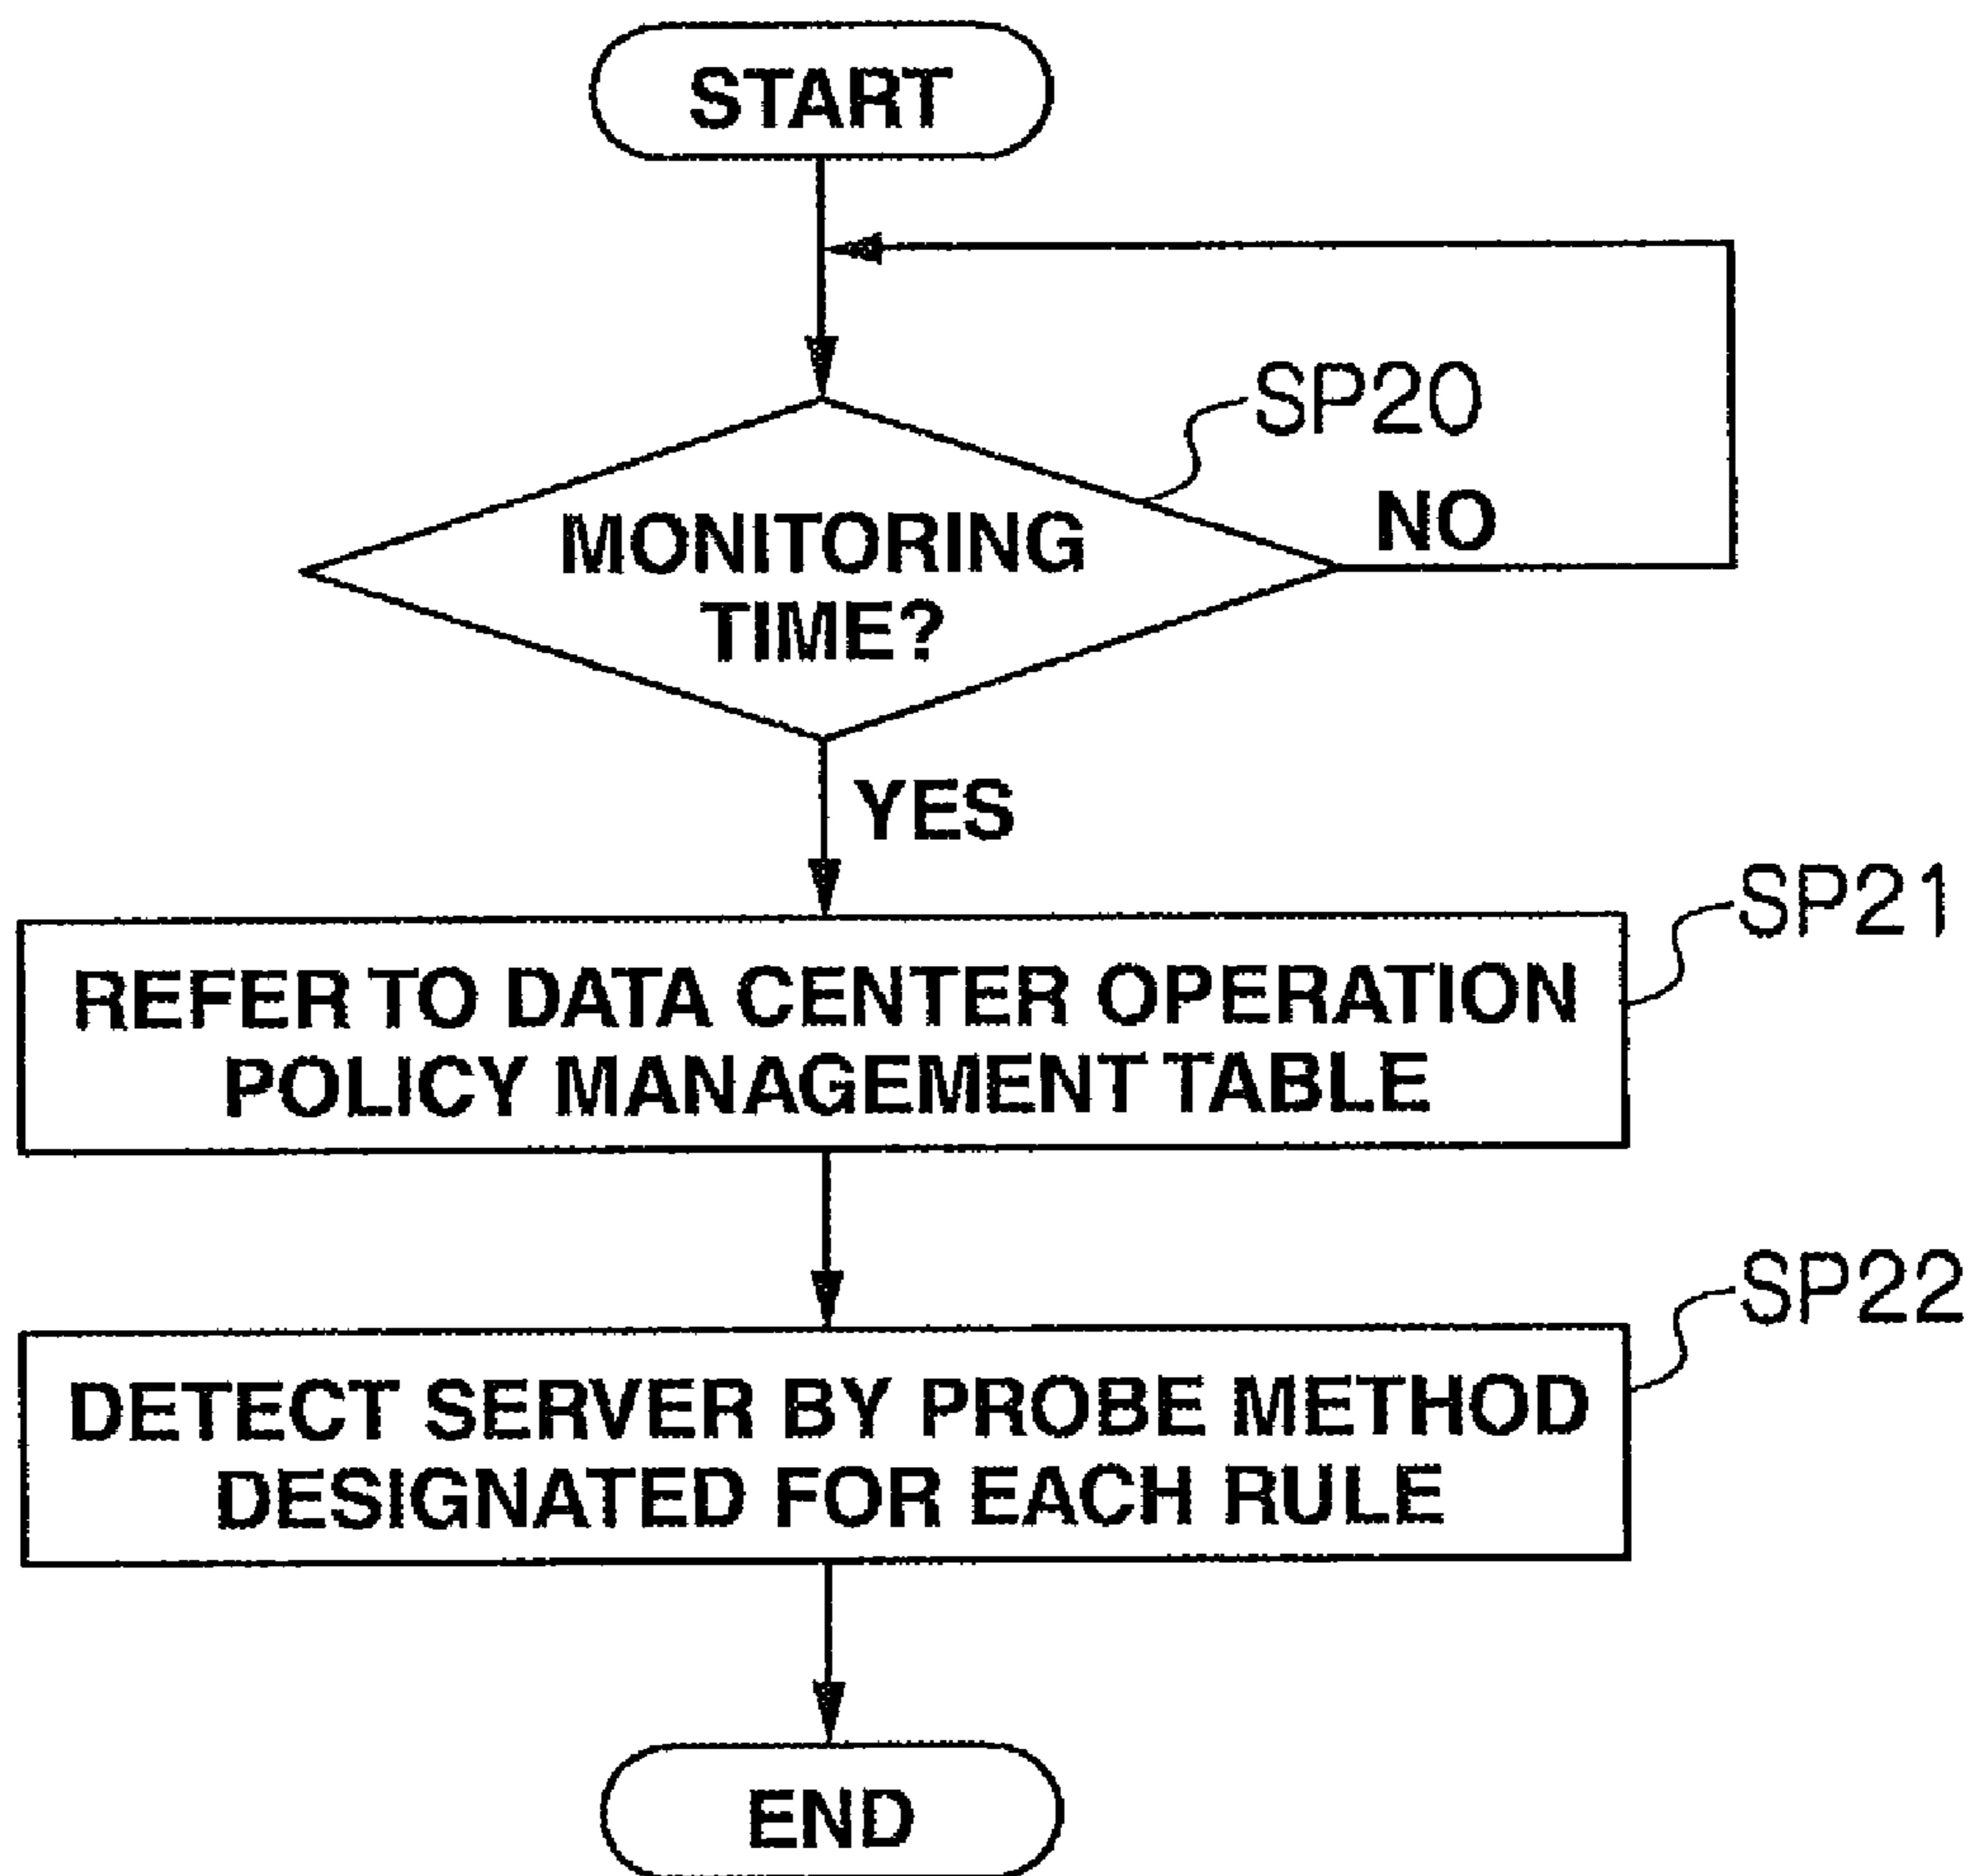 START
SP20
MONITORING
TIME?
NO
YES
SP21
REFER TO DATA CENTER OPERATION
POLICY MANAGEMENT TABLE
SP22
DETECT SERVER BY PROBE METHOD
DESIGNATED FOR EACH RULE
END